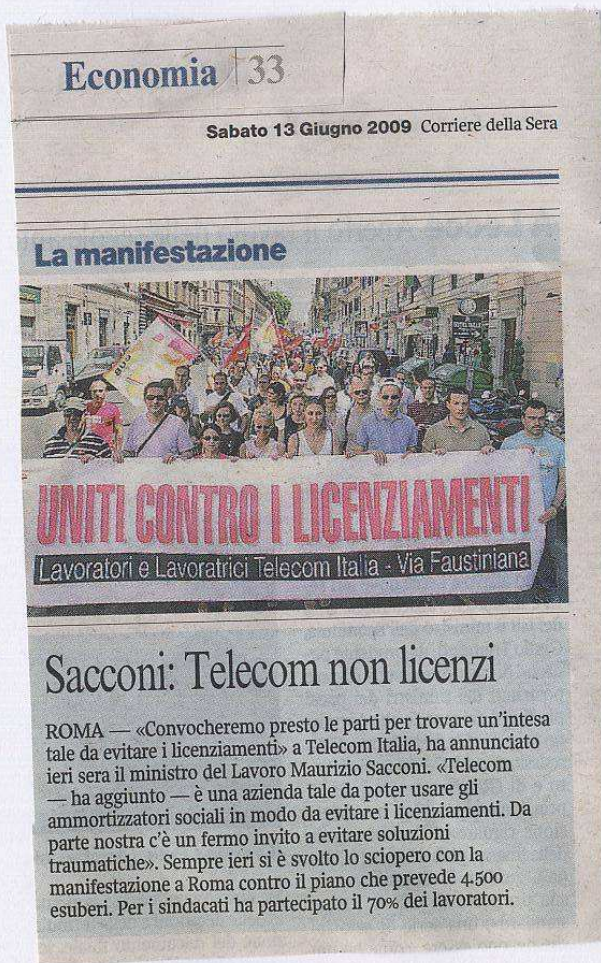 Economia 33
Sabato 13 Giugno 2009 Corriere della Sera
La manifestazione
UNITI CONTRO I LICENZIAMENTI
Lavoratori e Lavoratrici Telecom Italia - Via Faustiniana
Sacconi: Telecom non licenzi
ROMA — «Convocheremo presto le parti per trovare un'intesa
tale da evitare i licenziamenti» a Telecom Italia, ha annunciato
ieri sera il ministro del Lavoro Maurizio Sacconi. «Telecom
— ha aggiunto — è una azienda tale da poter usare gli
ammortizzatori sociali in modo da evitare i licenziamenti. Da
parte nostra c'è un fermo invito a evitare soluzioni
traumatiche». Sempre ieri si è svolto lo sciopero con la
manifestazione a Roma contro il piano che prevede 4.500
esuberi. Per i sindacati ha partecipato il 70% dei lavoratori.